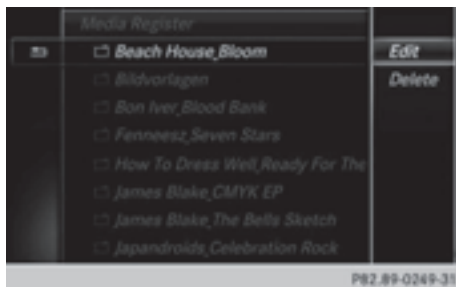 Media Register
Beach House_Bloom
Bildvorlagen
Bon Iver_Blood Bank
Fenneesz_Seven Stars
How To Dress Well_Ready For The
James Blake_CMYK EP
James Blake_The Bells Sketch
Japandroids_Celebration Rock
Edit
Delete
P82.89-0249-31